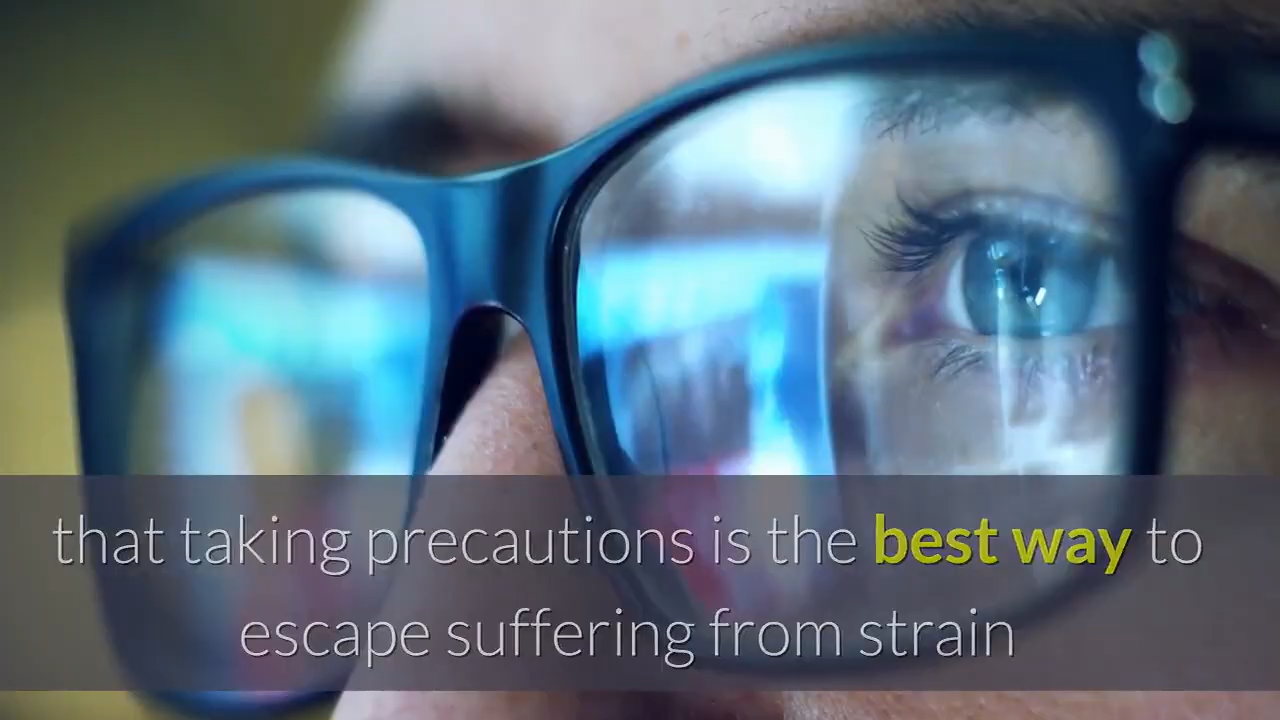 that taking precautions is the best way to
escape suffering from strain